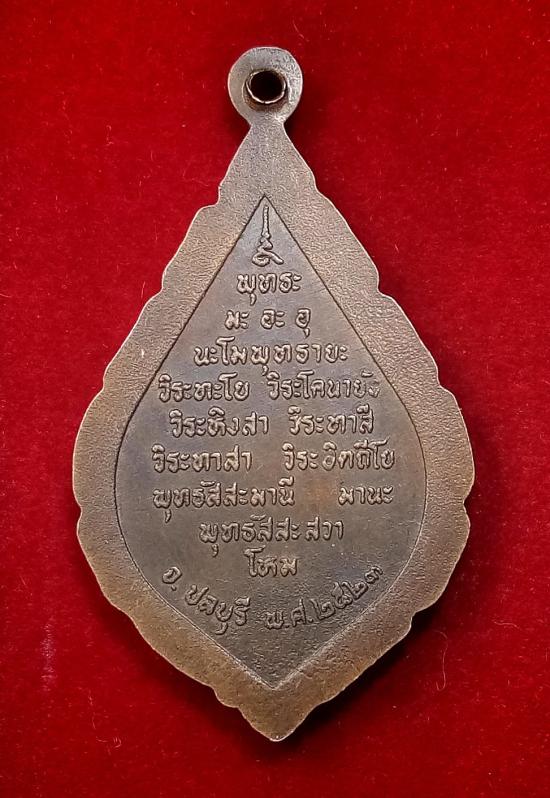 พุทธะ
มะ อะ อุ
นะโมพุทธายะ
วิระทะโย วิระโคนายัง
วิระหิงสา วิระทาสี
วิระทาสา วิระอิตถิโย
พุทธัสสะมานี มานะ
พุทธัสสะ สวา
โหม
จ. ชลบุรี พ.ศ. ๒๕๒๓